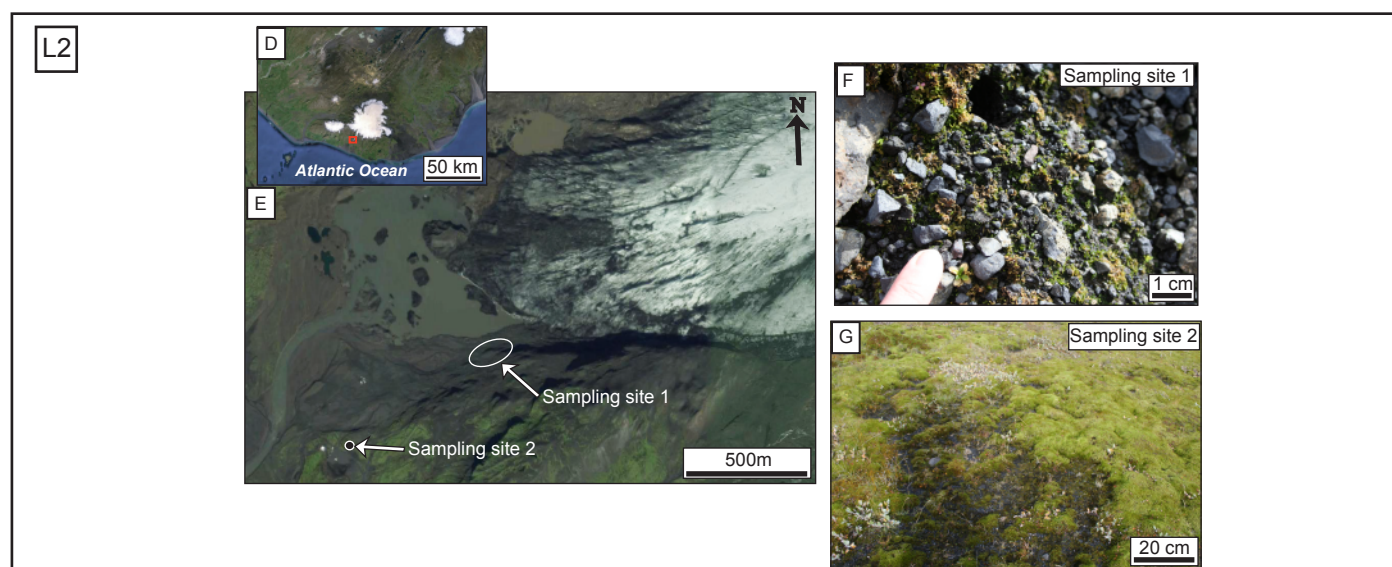 L2
D
Atlantic Ocean
50 km
N
E
Sampling site 1
Sampling site 2
500m
F
Sampling site 1
1 cm
G
Sampling site 2
20 cm